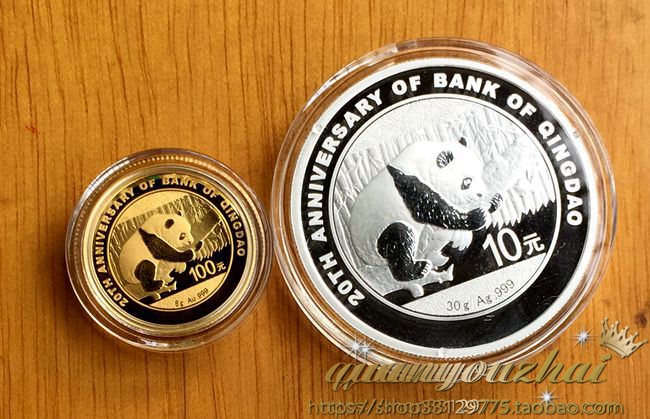 20TH ANNIVERSARY OF BANK OF QINGDAO
100元
8g Au.999
20TH ANNIVERSARY OF BANK OF QINGDAO
10元
30g Ag.999
qianyouzhai
https://shop33129775.taobao.com